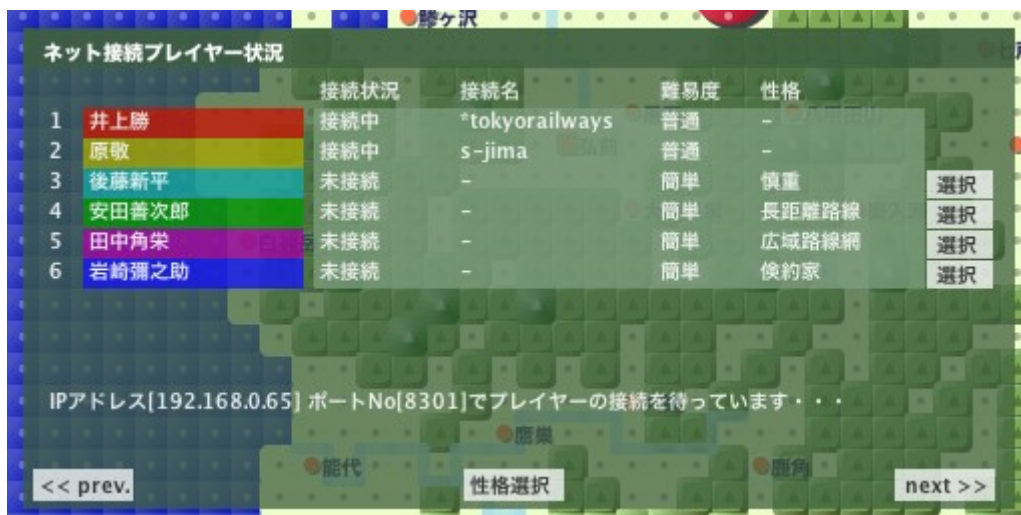 鯵ヶ沢
ネット接続プレイヤー状況
接続状況 接続名 難易度 性格
1 井上勝 接続中 *tokyorailways 普通 –
2 原敬 接続中 s-jima 普通 –
3 後藤新平 未接続 – 簡単 慎重 選択
4 安田善次郎 未接続 – 簡単 長距離路線 選択
5 田中角栄 未接続 – 簡単 広域路線網 選択
6 岩崎彌之助 未接続 – 簡単 倹約家 選択
IPアドレス[192.168.0.65] ポートNo[8301]でプレイヤーの接続を待っています・・・
鷹巣
能代
鹿角
<< prev. 性格選択 next >>